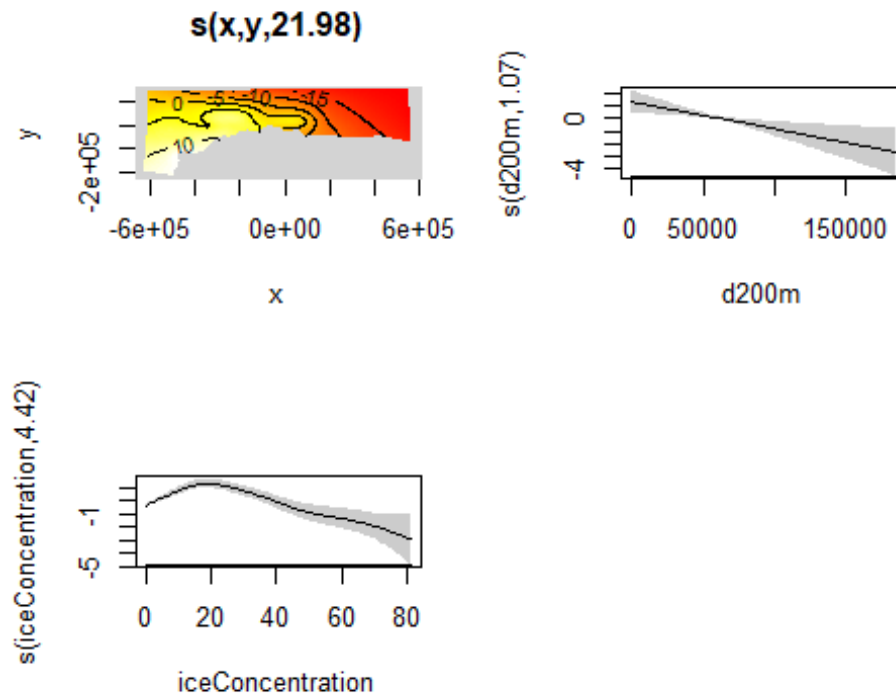 s(x,y,21.98)
0 -5 -10 -15
10
y
-2e+05
-6e+05 0e+00 6e+05
x
s(d200m,1.07)
0
-4
0 50000 150000
d200m
s(iceConcentration,4.42)
-1
-5
0 20 40 60 80
iceConcentration